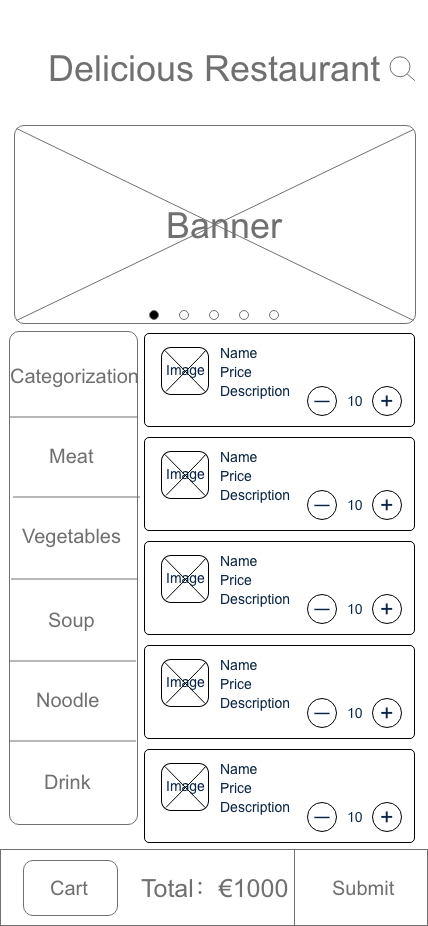 Delicious Restaurant
Banner
Categorization
Meat
Vegetables
Soup
Noodle
Drink
Image
Name
Price
Description
— 10 +
Image
Name
Price
Description
— 10 +
Image
Name
Price
Description
— 10 +
Image
Name
Price
Description
— 10 +
Image
Name
Price
Description
— 10 +
Cart
Total：€1000
Submit